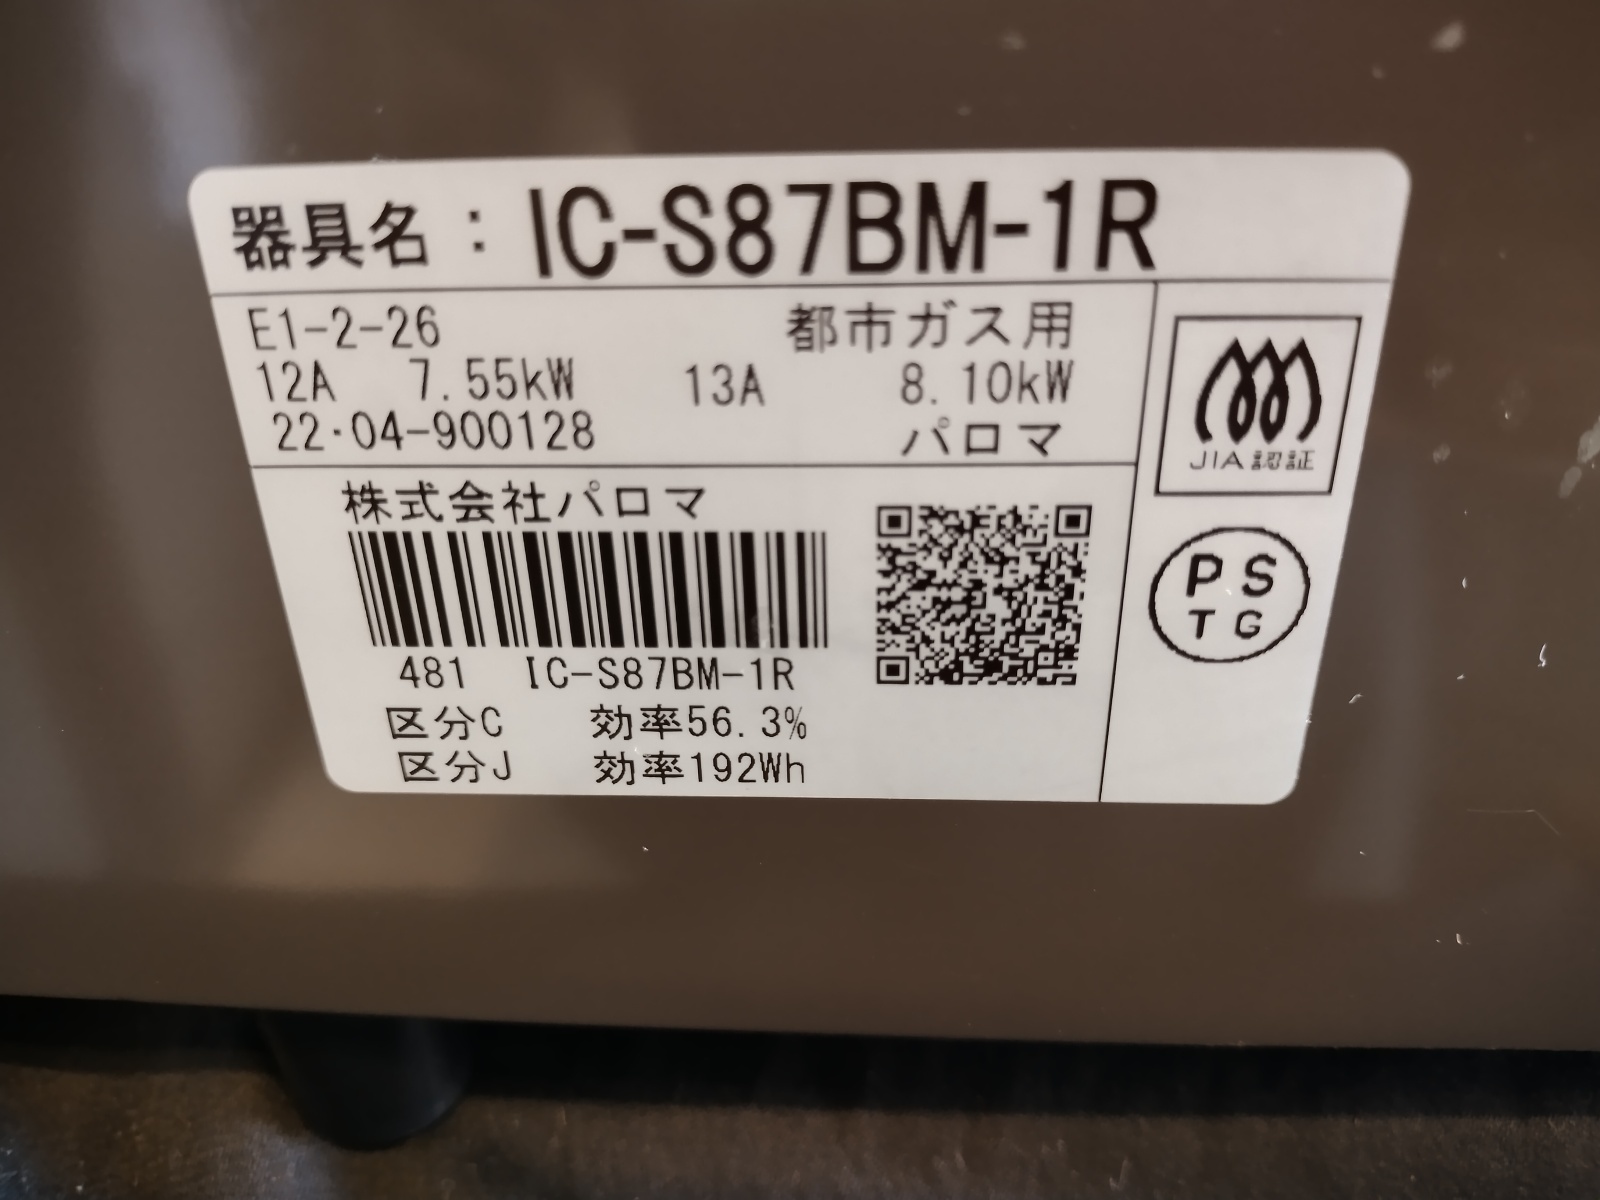 器具名：IC-S87BM-1R
E1-2-26 都市ガス用
12A 7.55kW 13A 8.10kW
22·04-900128 パロマ
JIA認証
株式会社パロマ
481 IC-S87BM-1R
区分C 効率56.3%
区分J 効率192Wh
PS
TG